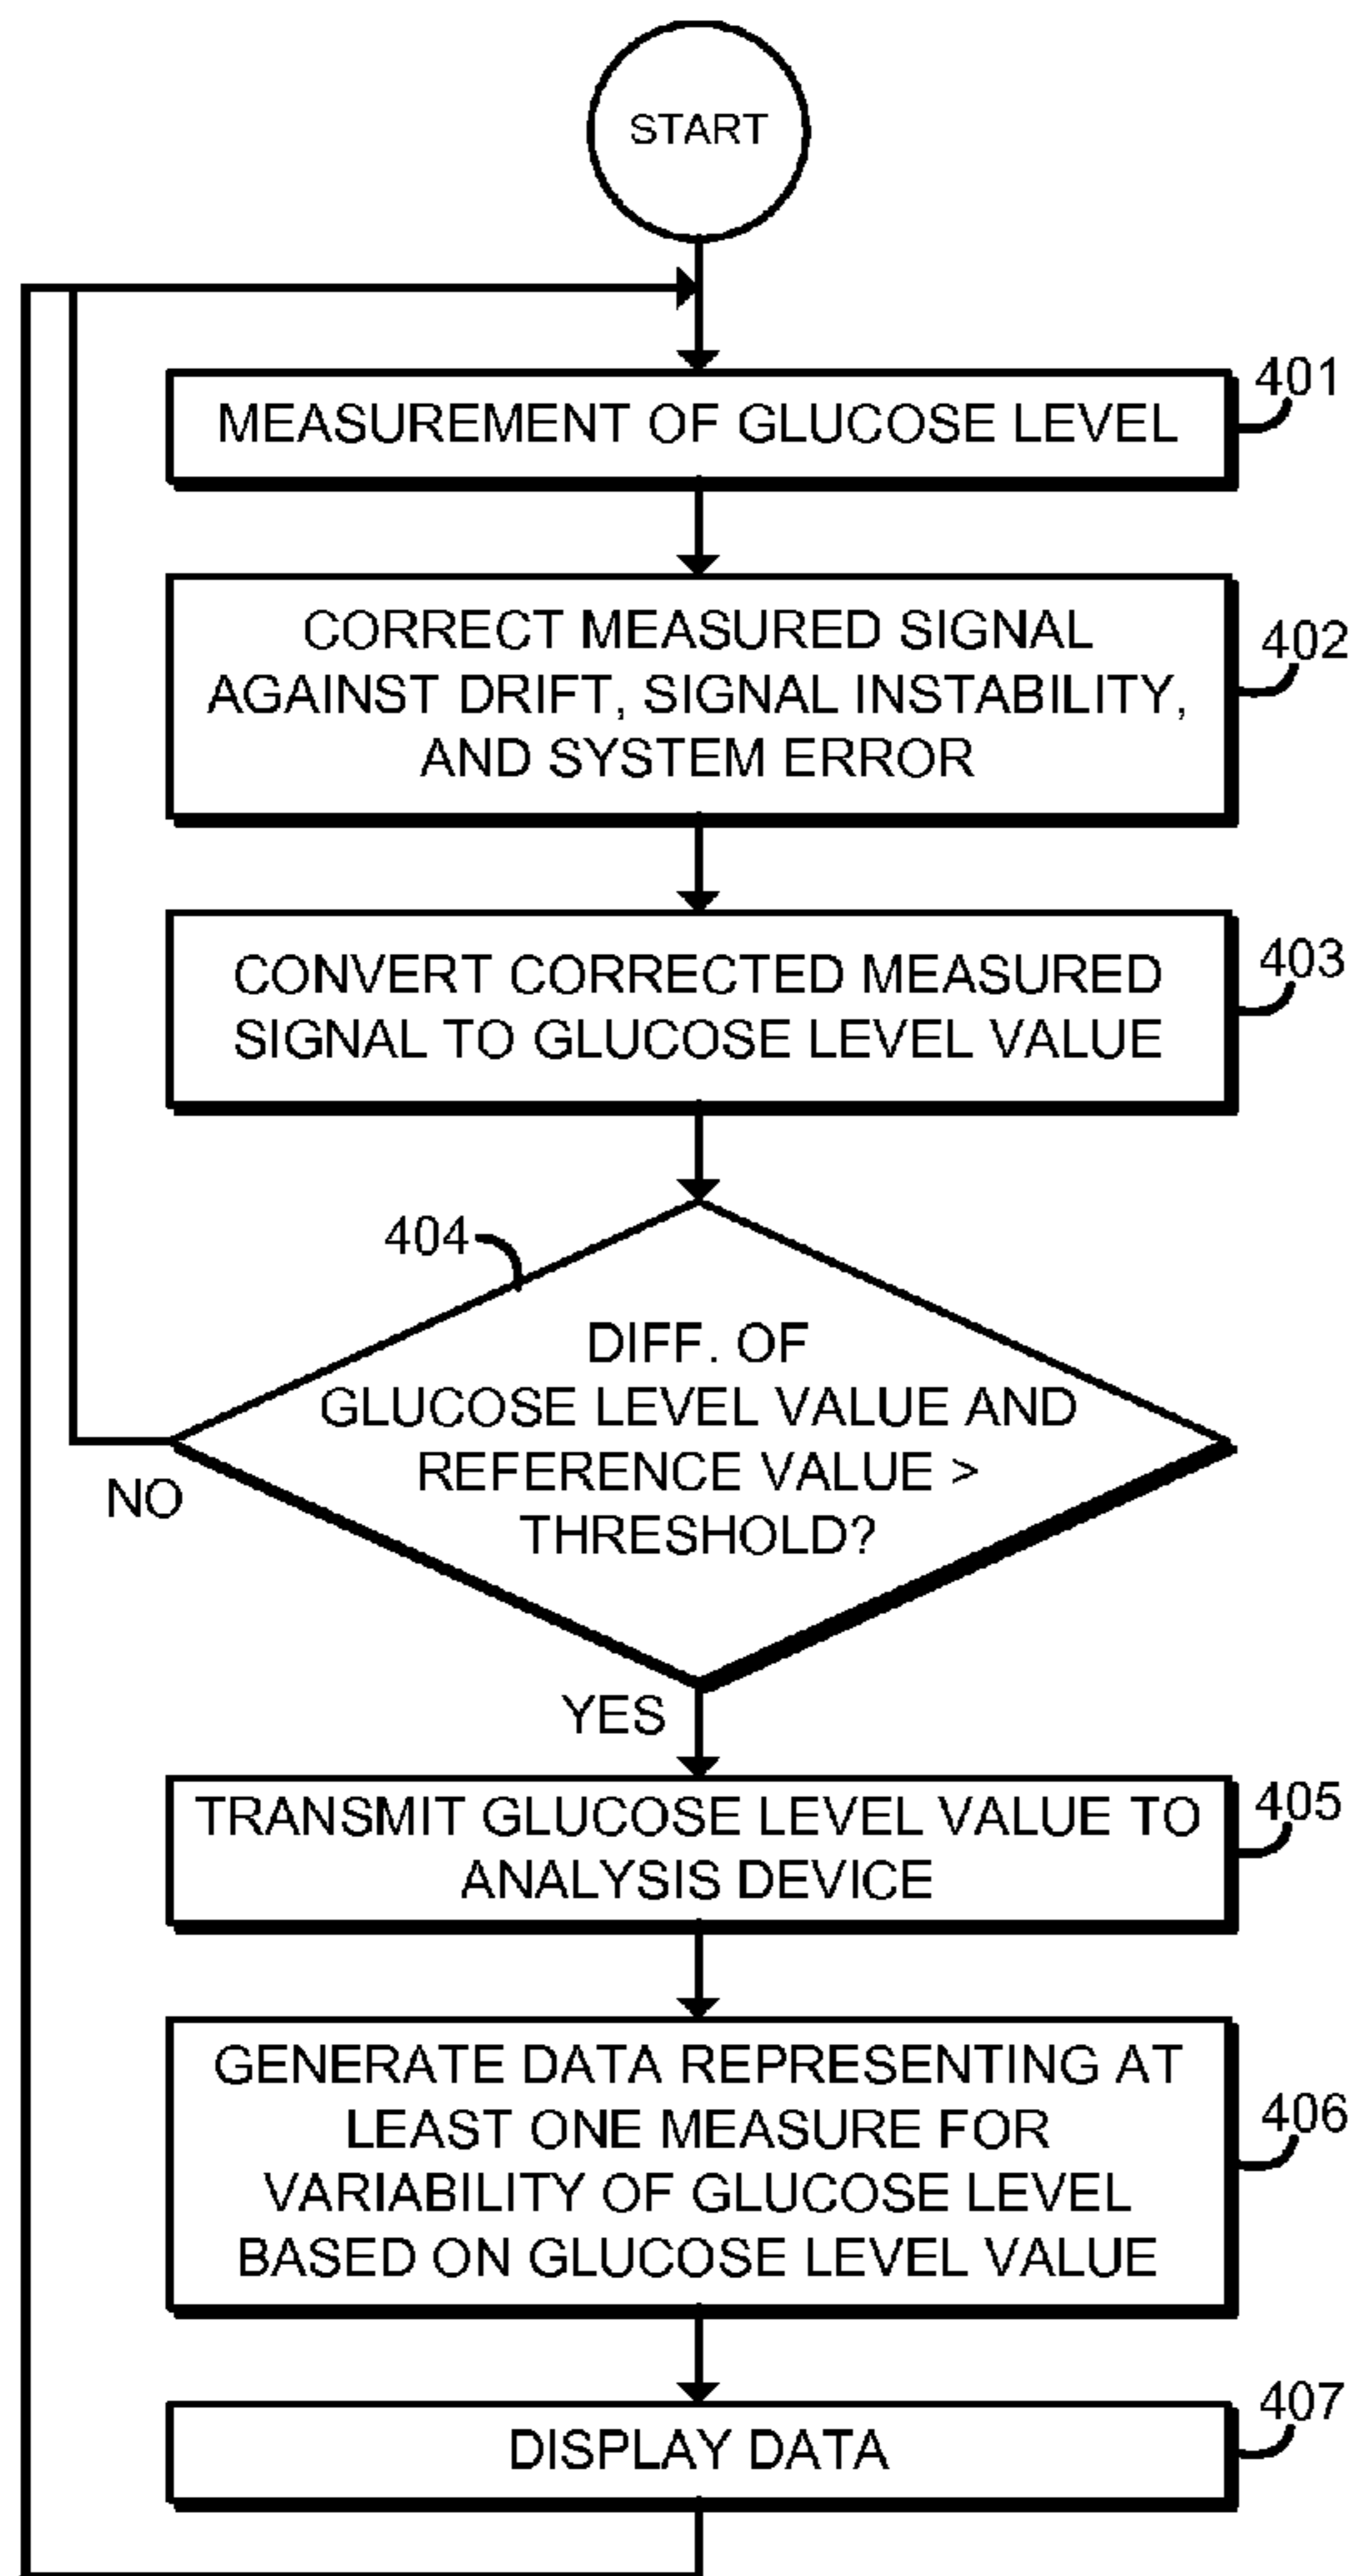 START
MEASUREMENT OF GLUCOSE LEVEL
401
CORRECT MEASURED SIGNAL
AGAINST DRIFT, SIGNAL INSTABILITY,
AND SYSTEM ERROR
402
CONVERT CORRECTED MEASURED
SIGNAL TO GLUCOSE LEVEL VALUE
403
404
DIFF. OF
GLUCOSE LEVEL VALUE AND
REFERENCE VALUE >
THRESHOLD?
NO
YES
TRANSMIT GLUCOSE LEVEL VALUE TO
ANALYSIS DEVICE
405
GENERATE DATA REPRESENTING AT
LEAST ONE MEASURE FOR
VARIABILITY OF GLUCOSE LEVEL
BASED ON GLUCOSE LEVEL VALUE
406
DISPLAY DATA
407